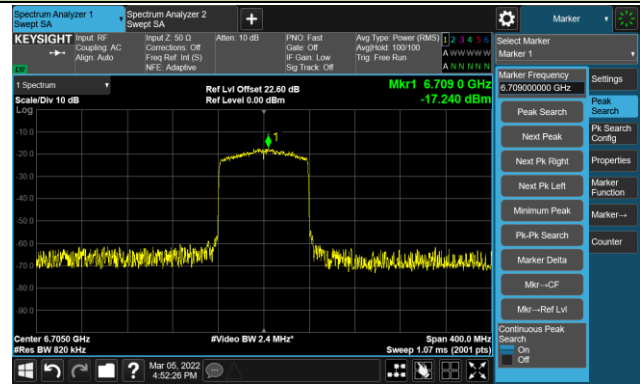 Spectrum Analyzer 1
Swept SA
Spectrum Analyzer 2
Swept SA
+
Marker
KEYSIGHT
Input: RF
Coupling: AC
Align: Auto
Input Z: 50 Ω
Corrections: Off
Freq Ref: Int (S)
NFE: Adaptive
Atten: 10 dB
PNO: Fast
Gate: Off
IF Gain: Low
Sig Track: Off
Avg Type: Power (RMS)
Avg|Hold: 100/100
Trig: Free Run
1 2 3 4 5 6
A W W W W W
A N N N N N
Select Marker
Marker 1
1 Spectrum
Scale/Div 10 dB
Log
Ref Lvl Offset 22.60 dB
Ref Level 0.00 dBm
Mkr1 6.709 0 GHz
-17.240 dBm
-10.0
-20.0
-30.0
-40.0
-50.0
-60.0
-70.0
-80.0
-90.0
1
Center 6.7050 GHz
#Res BW 820 kHz
#Video BW 2.4 MHz*
Span 400.0 MHz
Sweep 1.07 ms (2001 pts)
Marker Frequency
6.709000000 GHz
Peak Search
Next Peak
Next Pk Right
Next Pk Left
Minimum Peak
Pk-Pk Search
Marker Delta
Mkr→CF
Mkr→Ref Lvl
Continuous Peak
Search
On
Off
Settings
Peak
Search
Pk Search
Config
Properties
Marker
Function
Marker→
Counter
?
Mar 05, 2022
4:52:26 PM